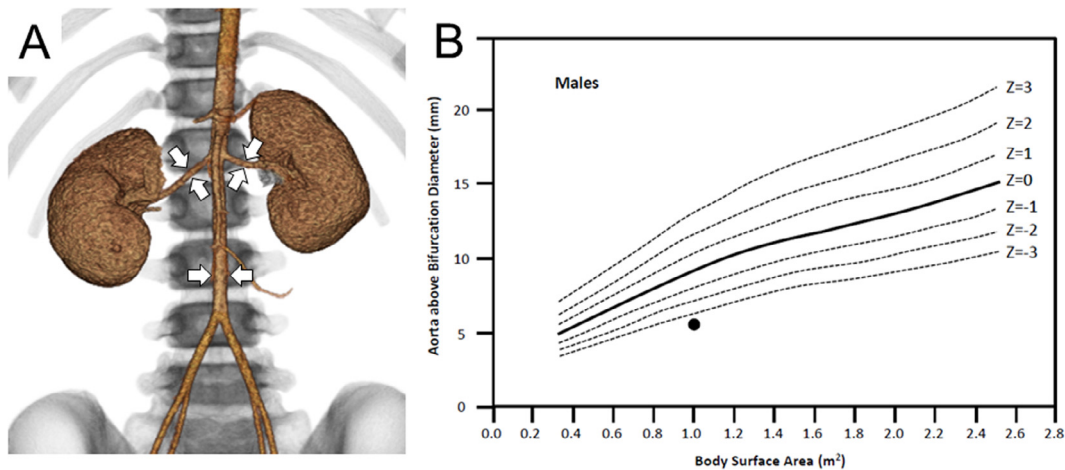 A
B
Males
Aorta above Bifurcation Diameter (mm)
20
15
10
5
0
Z=3
Z=2
Z=1
Z=0
Z=-1
Z=-2
Z=-3
0.0 0.2 0.4 0.6 0.8 1.0 1.2 1.4 1.6 1.8 2.0 2.2 2.4 2.6 2.8
Body Surface Area (m²)